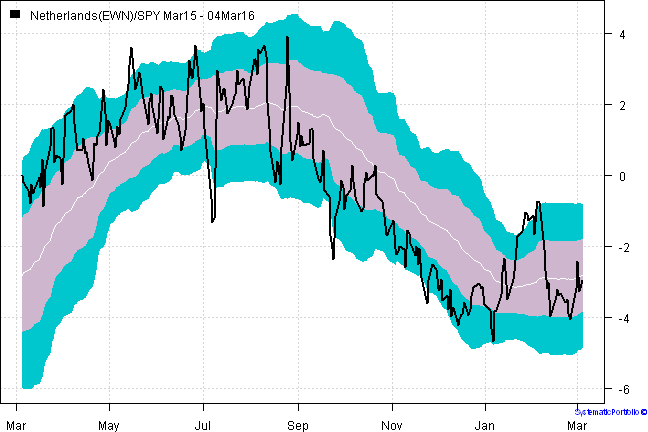 Netherlands(EWN)/SPY Mar15 - 04Mar16
4
2
0
-2
-4
-6
SystematicPortfolio ©
Mar May Jul Sep Nov Jan Mar